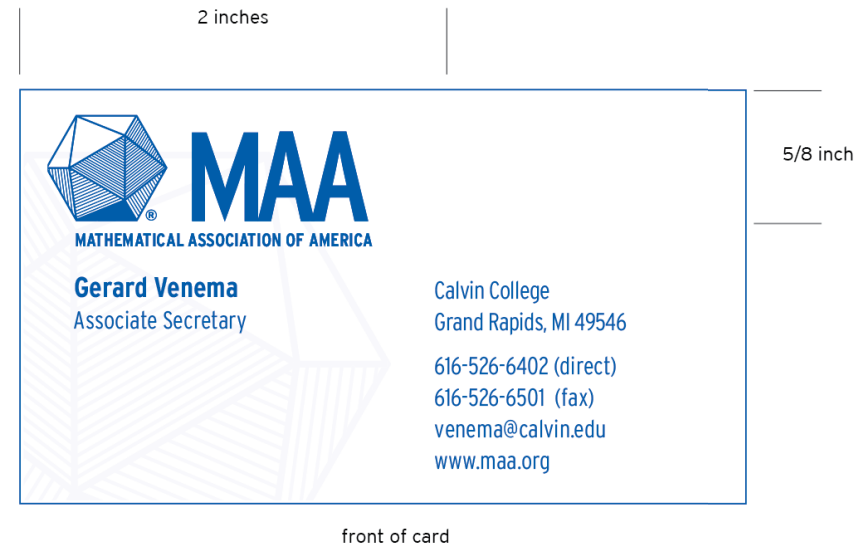 2 inches
5/8 inch
MAA
®
MATHEMATICAL ASSOCIATION OF AMERICA
Gerard Venema
Associate Secretary
Calvin College
Grand Rapids, MI 49546
616-526-6402 (direct)
616-526-6501 (fax)
venema@calvin.edu
www.maa.org
front of card